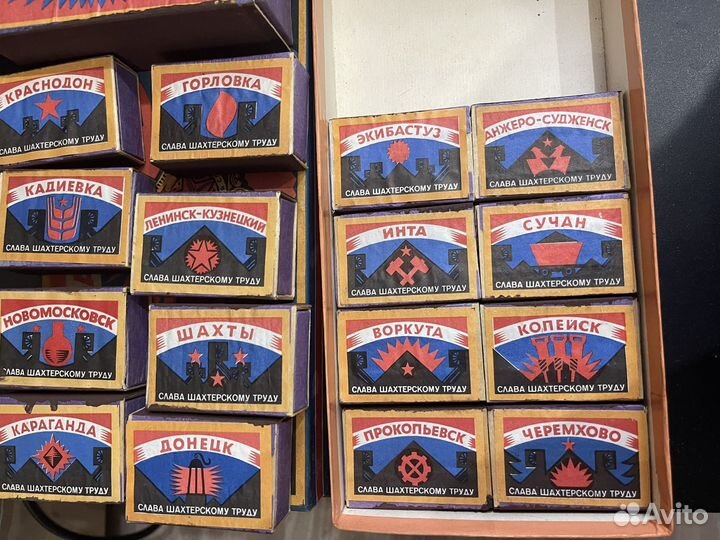 КРАСНОДОН
СЛАВА ШАХТЕРСКОМУ ТРУДУ
ГОРЛОВКА
СЛАВА ШАХТЕРСКОМУ ТРУДУ
КАДИЕВКА
СЛАВА ШАХТЕРСКОМУ ТРУДУ
ЛЕНИНСК-КУЗНЕЦКИЙ
СЛАВА ШАХТЕРСКОМУ ТРУДУ
НОВОМОСКОВСК
СЛАВА ШАХТЕРСКОМУ ТРУДУ
ШАХТЫ
СЛАВА ШАХТЕРСКОМУ ТРУДУ
КАРАГАНДА
СЛАВА ШАХТЕРСКОМУ ТРУДУ
ДОНЕЦК
СЛАВА ШАХТЕРСКОМУ ТРУДУ
ЭКИБАСТУЗ
СЛАВА ШАХТЕРСКОМУ ТРУДУ
АНЖЕРО-СУДЖЕНСК
СЛАВА ШАХТЕРСКОМУ ТРУДУ
ИНТА
СЛАВА ШАХТЕРСКОМУ ТРУДУ
СУЧАН
СЛАВА ШАХТЕРСКОМУ ТРУДУ
ВОРКУТА
СЛАВА ШАХТЕРСКОМУ ТРУДУ
КОПЕЙСК
СЛАВА ШАХТЕРСКОМУ ТРУДУ
ПРОКОПЬЕВСК
СЛАВА ШАХТЕРСКОМУ ТРУДУ
ЧЕРЕМХОВО
СЛАВА ШАХТЕРСКОМУ ТРУДУ
Avito